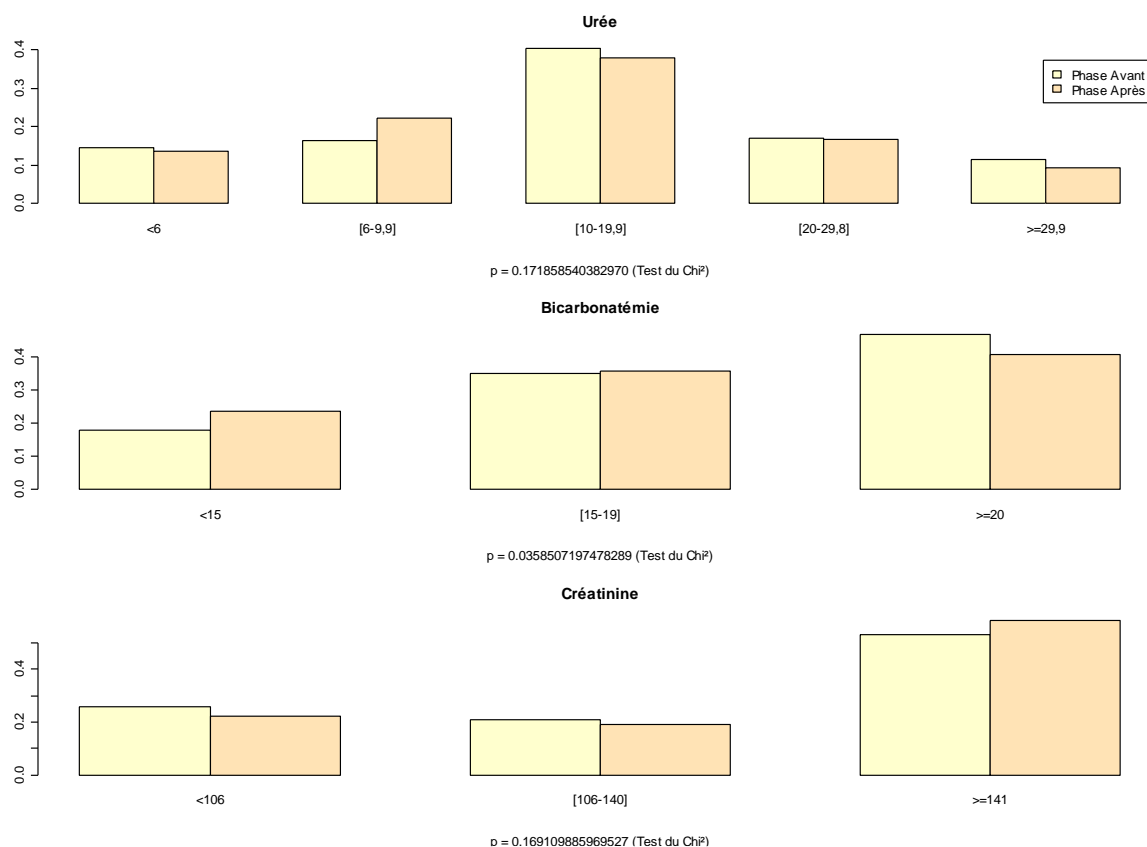 Urée
0.0 0.1 0.2 0.3 0.4
Phase Avant
Phase Après
<6 [6-9,9] [10-19,9] [20-29,8] >=29,9
p = 0.171858540382970 (Test du Chi²)
Bicarbonatémie
0.0 0.1 0.2 0.3 0.4
<15 [15-19] >=20
p = 0.0358507197478289 (Test du Chi²)
Créatinine
0.0 0.2 0.4
<106 [106-140] >=141
p = 0.169109885969527 (Test du Chi²)